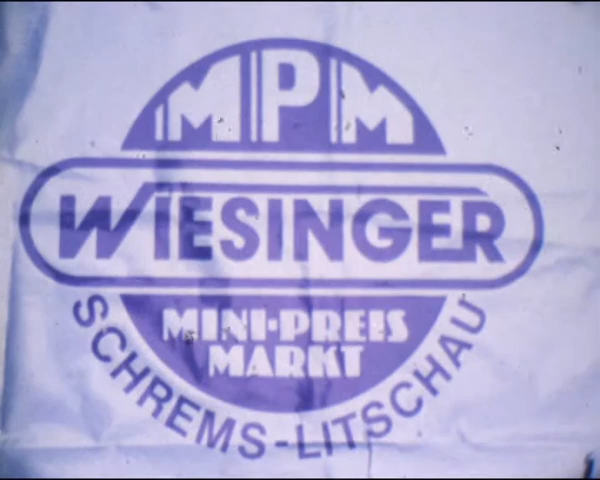 MPM
WIESINGER
MINI-PREIS
MARKT
SCHREMS-LITSCHAU